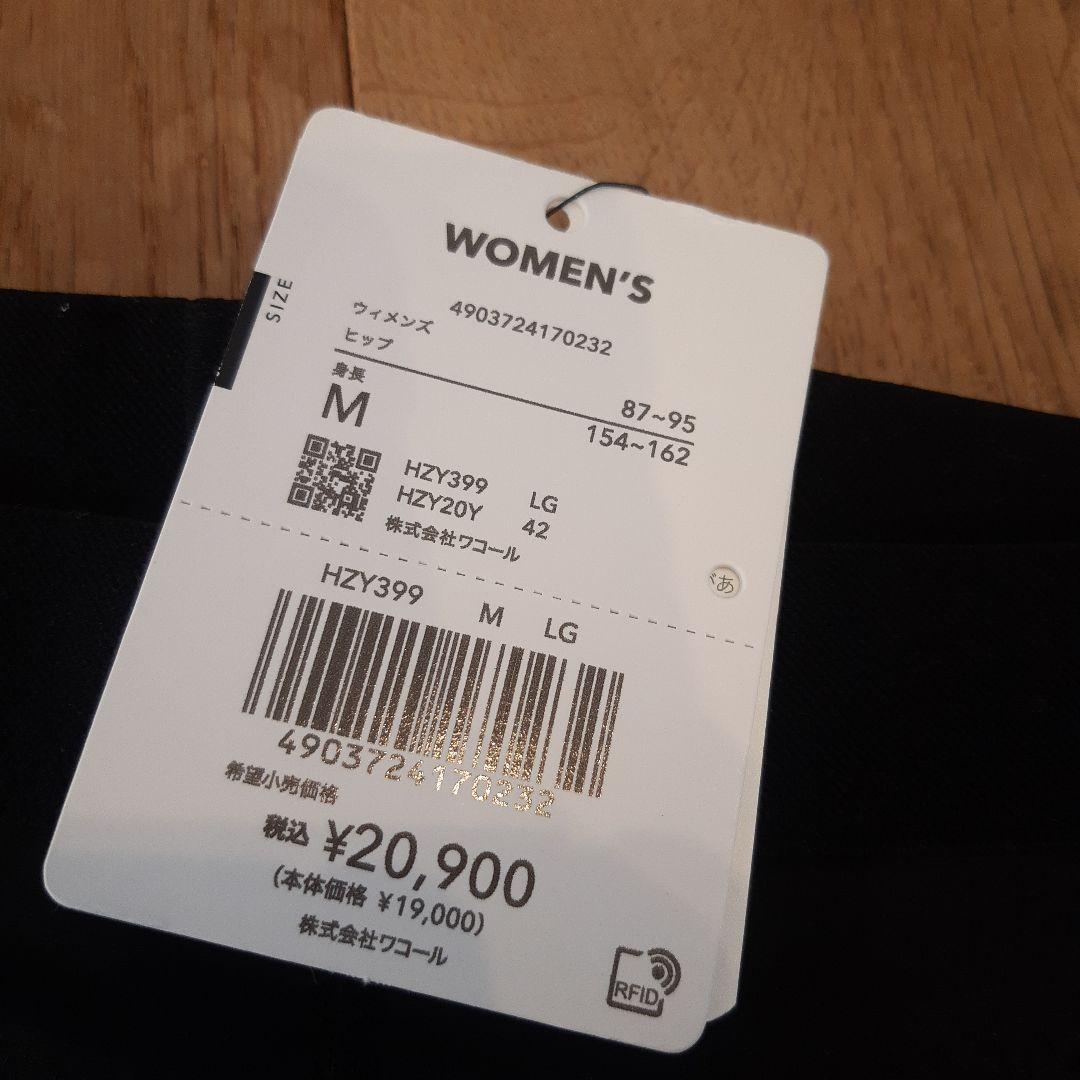 WOMEN'S
SIZE
ウィメンズ 4903724170232
ヒップ 87~95
身長 154~162
M
HZY399 LG
HZY20Y 42
株式会社ワコール
あ
HZY399 M LG
4903724170232
希望小売価格
税込 ¥20,900
(本体価格 ¥19,000)
株式会社ワコール
RFID